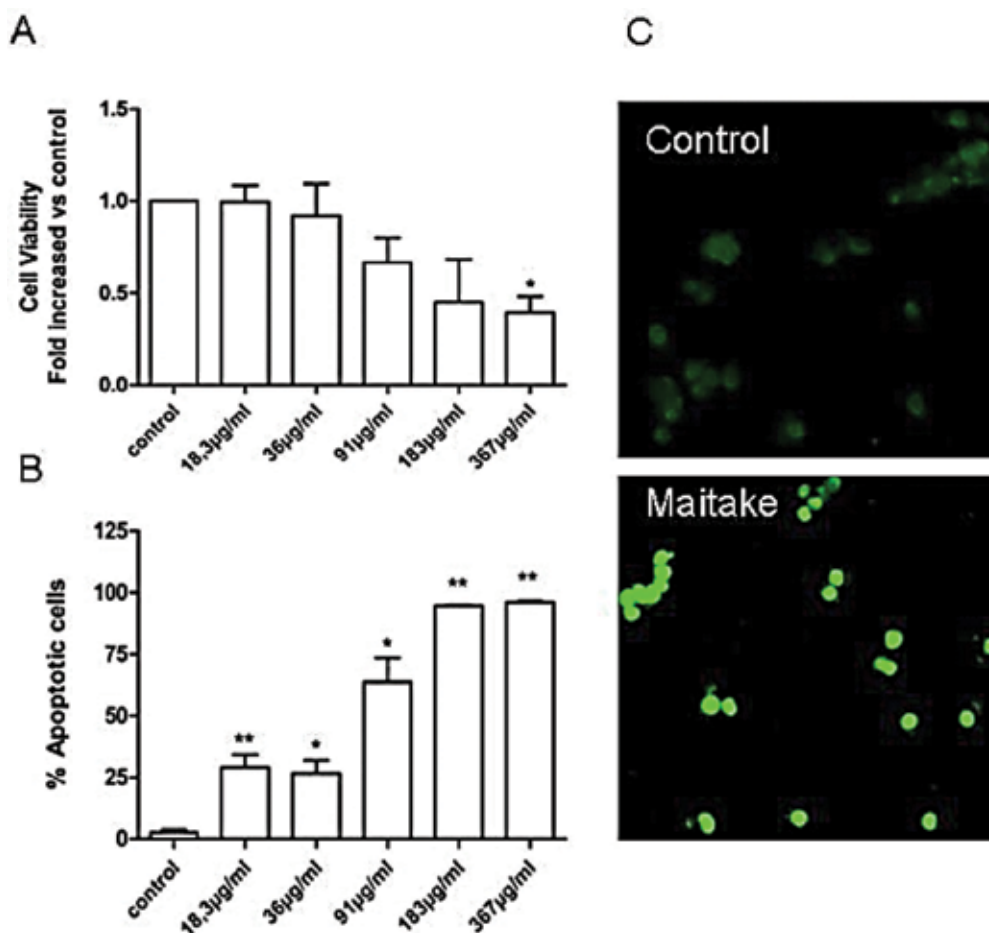 A
Cell Viability
Fold increased vs control
1.5
1.0
0.5
0.0
*
control
18,3µg/ml
36µg/ml
91µg/ml
183µg/ml
367µg/ml
B
% Apoptotic cells
125
100
75
50
25
0
**
*
*
**
**
control
18,3µg/ml
36µg/ml
91µg/ml
183µg/ml
367µg/ml
C
Control
Maitake